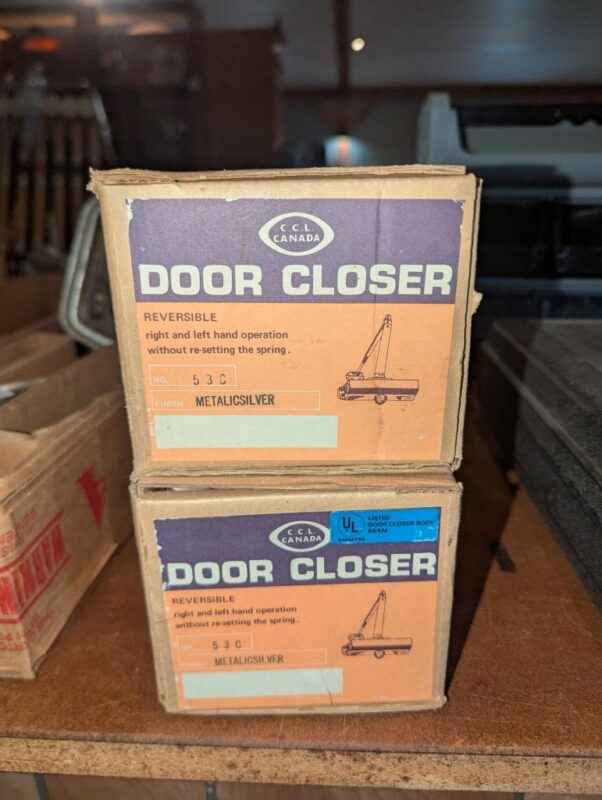 C.C.L.
CANADA
DOOR CLOSER
REVERSIBLE
right and left hand operation
without re-setting the spring.
NO. 53C
FINISH METALICSILVER
C.C.L.
CANADA
UL
LISTED
DOOR CLOSER BODY
DOOR CLOSER
REVERSIBLE
right and left hand operation
without re-setting the spring.
53C
METALICSILVER